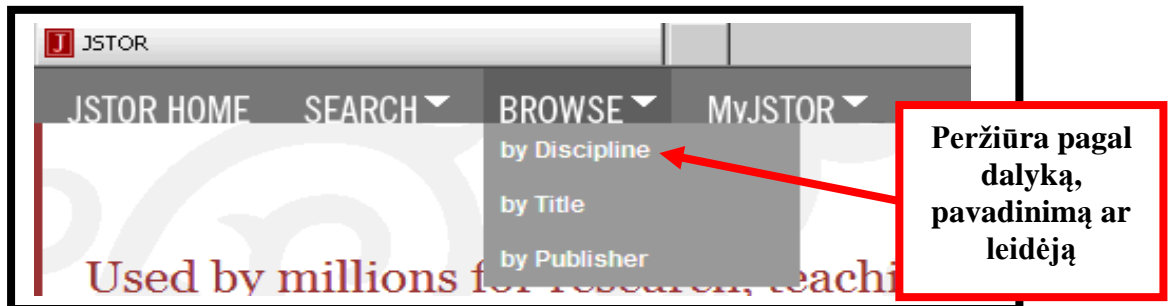 JSTOR
JSTOR HOME SEARCH BROWSE MyJSTOR
by Discipline
by Title
by Publisher
Used by millions for research, teachi
Peržiūra pagal
dalyką,
pavadinimą ar
leidėją